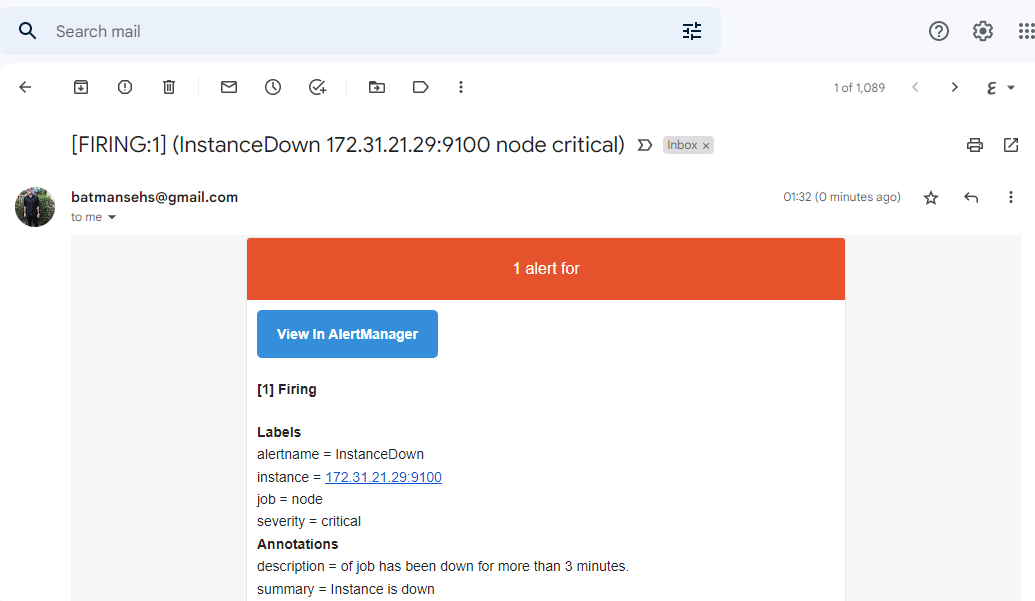 Search mail
1 of 1,089
[FIRING:1] (InstanceDown 172.31.21.29:9100 node critical)
Inbox ×
batmansehs@gmail.com
01:32 (0 minutes ago)
to me
1 alert for
View In AlertManager
[1] Firing
Labels
alertname = InstanceDown
instance = 172.31.21.29:9100
job = node
severity = critical
Annotations
description = of job has been down for more than 3 minutes.
summary = Instance is down